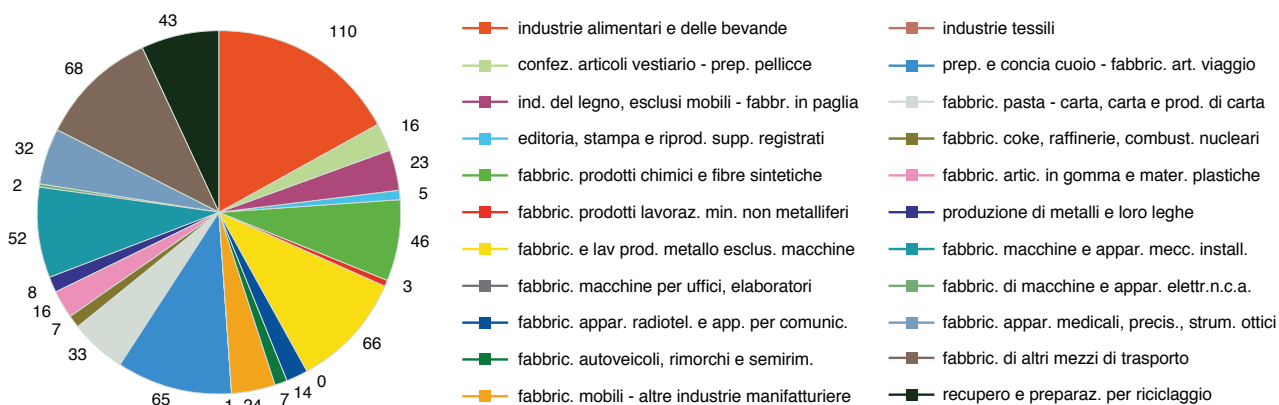 43
110
68
16
32
23
2
5
52
46
8
3
16
7
66
33
0
65
1
24
7
14
industrie alimentari e delle bevande
confez. articoli vestiario - prep. pellicce
ind. del legno, esclusi mobili - fabbr. in paglia
editoria, stampa e riprod. supp. registrati
fabbric. prodotti chimici e fibre sintetiche
fabbric. prodotti lavoraz. min. non metalliferi
fabbric. e lav prod. metallo esclus. macchine
fabbric. macchine per uffici, elaboratori
fabbric. appar. radiotel. e app. per comunic.
fabbric. autoveicoli, rimorchi e semirim.
fabbric. mobili - altre industrie manifatturiere
industrie tessili
prep. e concia cuoio - fabbric. art. viaggio
fabbric. pasta - carta, carta e prod. di carta
fabbric. coke, raffinerie, combust. nucleari
fabbric. artic. in gomma e mater. plastiche
produzione di metalli e loro leghe
fabbric. macchine e appar. mecc. install.
fabbric. di macchine e appar. elettr.n.c.a.
fabbric. appar. medicali, precis., strum. ottici
fabbric. di altri mezzi di trasporto
recupero e preparaz. per riciclaggio